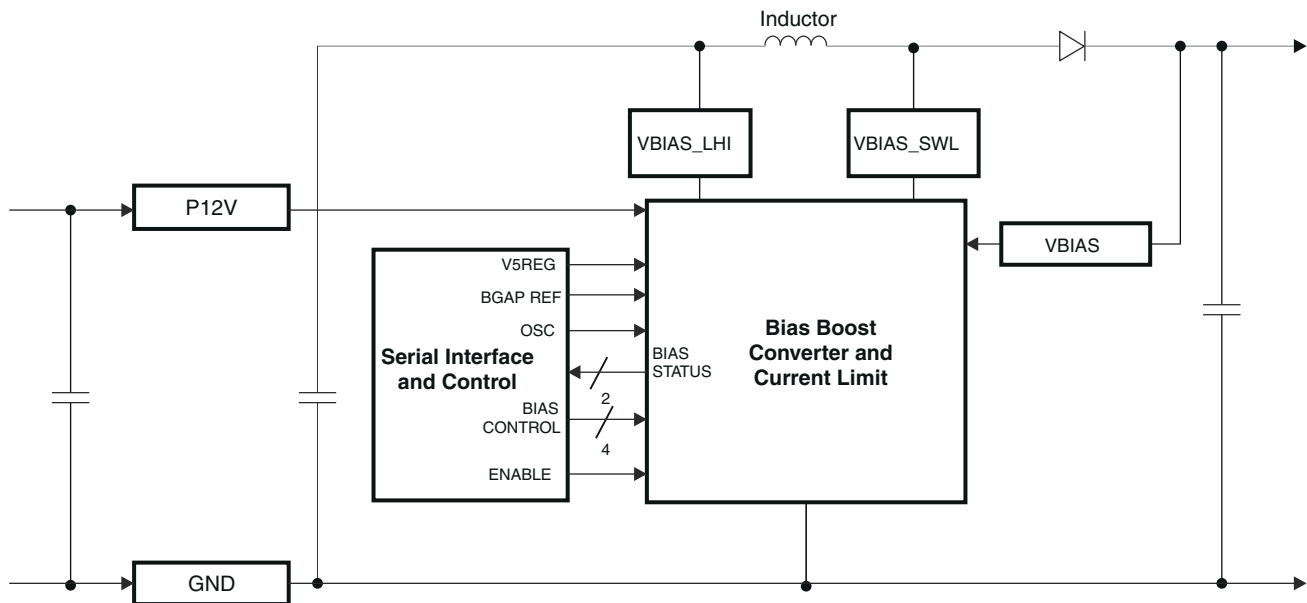 Inductor
VBIAS_LHI
VBIAS_SWL
P12V
VBIAS
V5REG
BGAP REF
OSC
Serial Interface
and Control
BIAS
STATUS
2
BIAS
CONTROL
4
ENABLE
Bias Boost
Converter and
Current Limit
GND